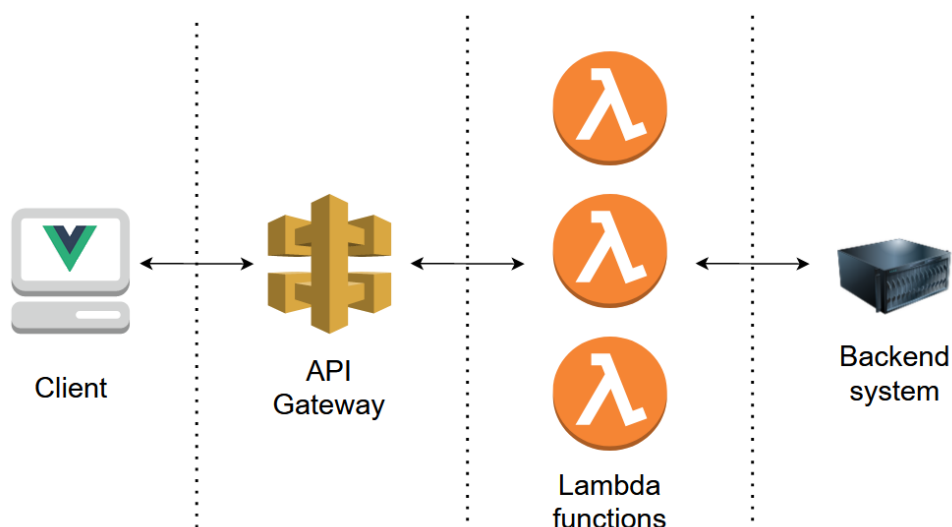 Client
API
Gateway
Lambda
functions
Backend
system